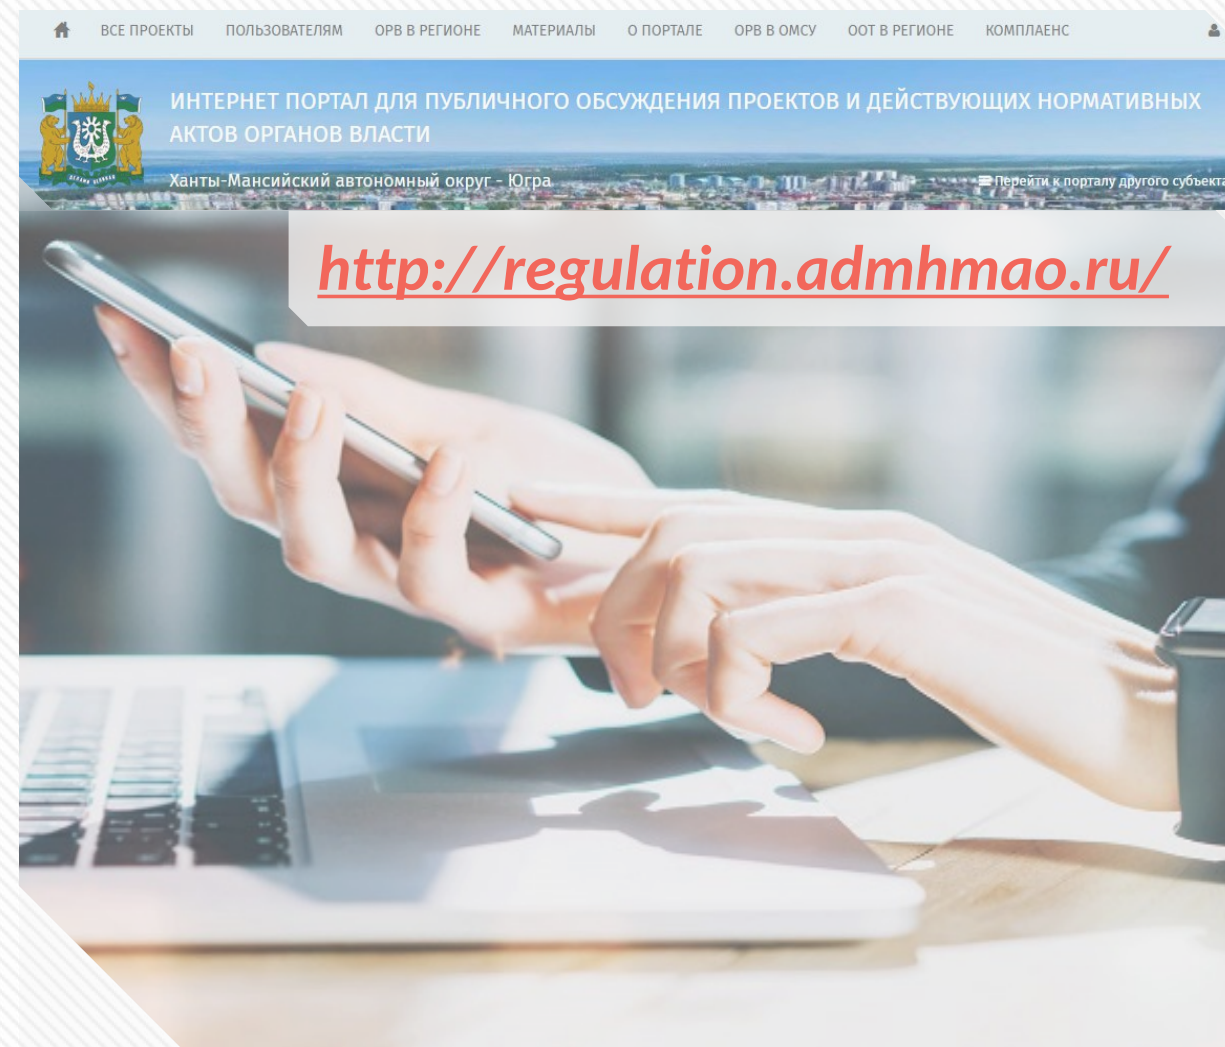 ВСЕ ПРОЕКТЫ ПОЛЬЗОВАТЕЛЯМ ОРВ В РЕГИОНЕ МАТЕРИАЛЫ О ПОРТАЛЕ ОРВ В ОМСУ ООТ В РЕГИОНЕ КОМПЛАЕНС
ИНТЕРНЕТ ПОРТАЛ ДЛЯ ПУБЛИЧНОГО ОБСУЖДЕНИЯ ПРОЕКТОВ И ДЕЙСТВУЮЩИХ НОРМАТИВНЫХ
АКТОВ ОРГАНОВ ВЛАСТИ
Ханты-Мансийский автономный округ - Югра
Перейти к порталу другого субъекта
http://regulation.admhmao.ru/